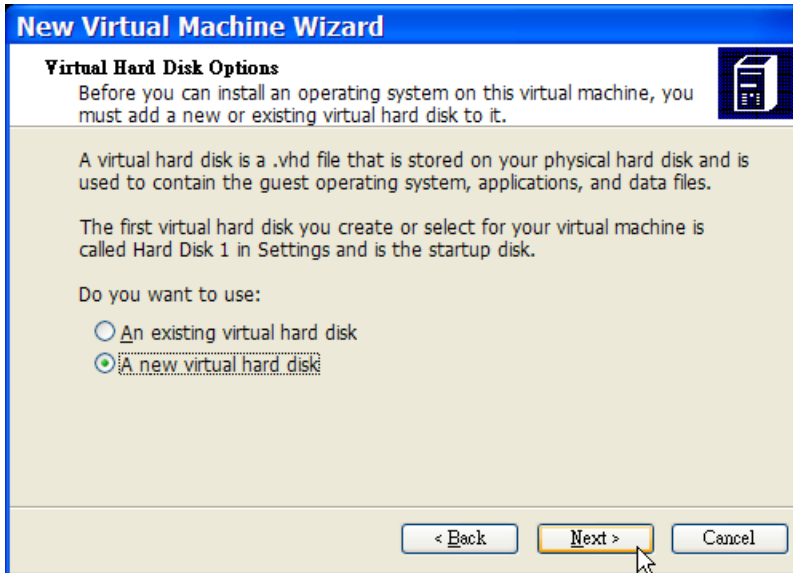 New Virtual Machine Wizard
Virtual Hard Disk Options
Before you can install an operating system on this virtual machine, you
must add a new or existing virtual hard disk to it.
A virtual hard disk is a .vhd file that is stored on your physical hard disk and is
used to contain the guest operating system, applications, and data files.
The first virtual hard disk you create or select for your virtual machine is
called Hard Disk 1 in Settings and is the startup disk.
Do you want to use:
An existing virtual hard disk
A new virtual hard disk
< Back Next > Cancel